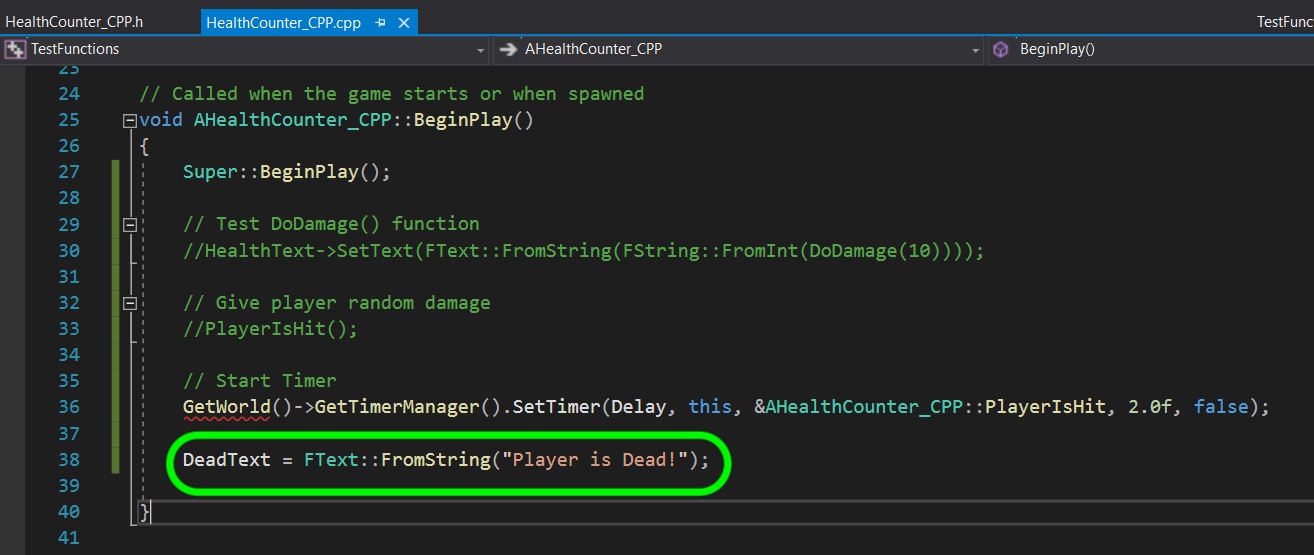 HealthCounter_CPP.h HealthCounter_CPP.cpp TestFunc
TestFunctions AHealthCounter_CPP BeginPlay()
23
24 // Called when the game starts or when spawned
25 void AHealthCounter_CPP::BeginPlay()
26 {
27 Super::BeginPlay();
28
29 // Test DoDamage() function
30 //HealthText->SetText(FText::FromString(FString::FromInt(DoDamage(10))));
31
32 // Give player random damage
33 //PlayerIsHit();
34
35 // Start Timer
36 GetWorld()->GetTimerManager().SetTimer(Delay, this, &AHealthCounter_CPP::PlayerIsHit, 2.0f, false);
37
38 DeadText = FText::FromString("Player is Dead!");
39
40 }
41